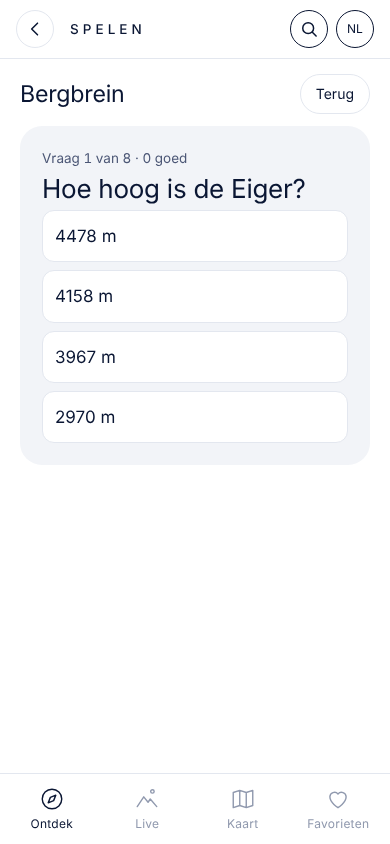 SPELEN
NL
Bergbrein
Terug
Vraag 1 van 8 · 0 goed
Hoe hoog is de Eiger?
4478 m
4158 m
3967 m
2970 m
Ontdek
Live
Kaart
Favorieten